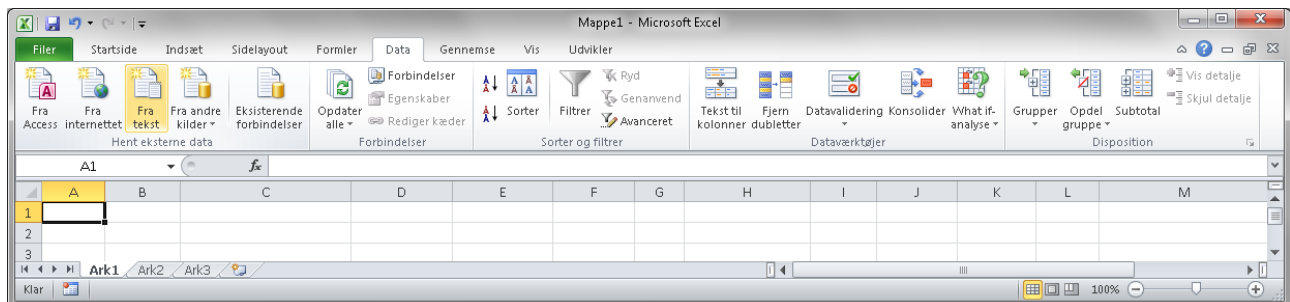 Mappe1 - Microsoft Excel
Filer Startside Indsæt Sidelayout Formler Data Gennemse Vis Udvikler
Fra Access
Fra internettet
Fra tekst
Fra andre kilder
Eksisterende forbindelser
Hent eksterne data
Opdater alle
Forbindelser
Egenskaber
Rediger kæder
Forbindelser
Sorter
Filtrer
Ryd
Genanvend
Avanceret
Sorter og filtrer
Tekst til kolonner
Fjern dubletter
Datavalidering
Konsolider
What if-analyse
Dataværktøjer
Grupper
Opdel gruppe
Subtotal
Vis detalje
Skjul detalje
Disposition
A1 fx
A B C D E F G H I J K L M
1
2
3
Ark1 Ark2 Ark3
Klar 100%